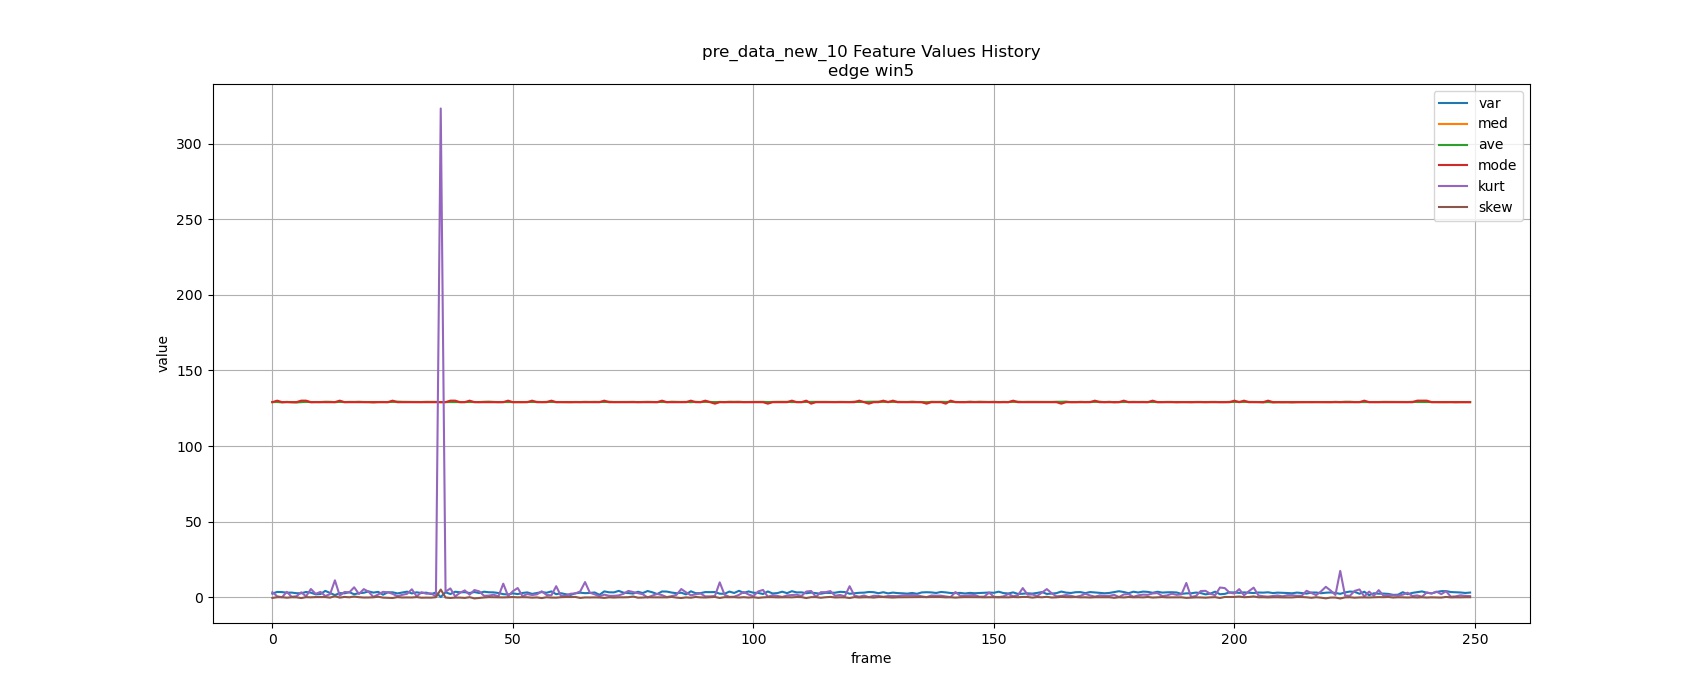 pre_data_new_10 Feature Values History
edge win5
var
med
ave
mode
kurt
skew
300
250
200
150
100
50
0
value
0
50
100
150
200
250
frame